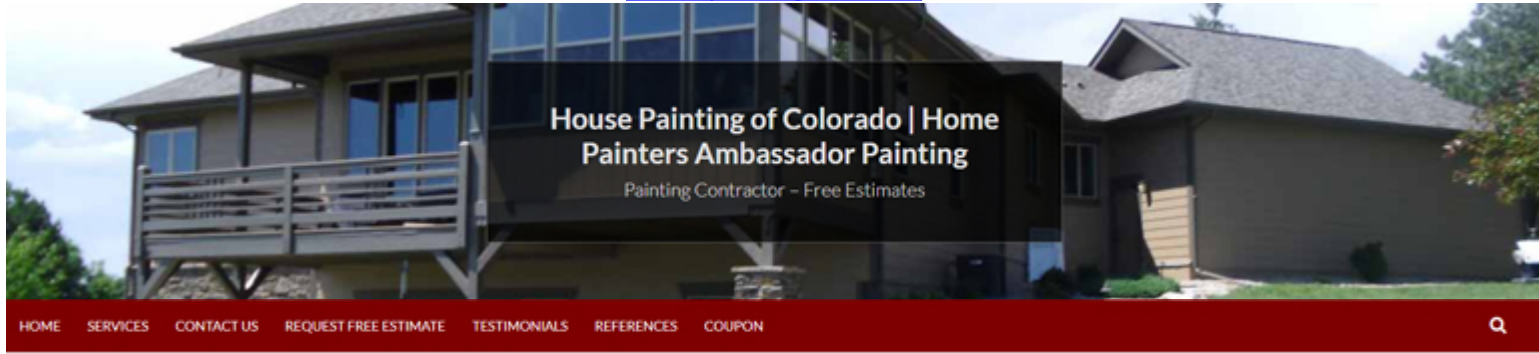 House Painting of Colorado | Home
Painters Ambassador Painting
Painting Contractor – Free Estimates
HOME SERVICES CONTACT US REQUEST FREE ESTIMATE TESTIMONIALS REFERENCES COUPON